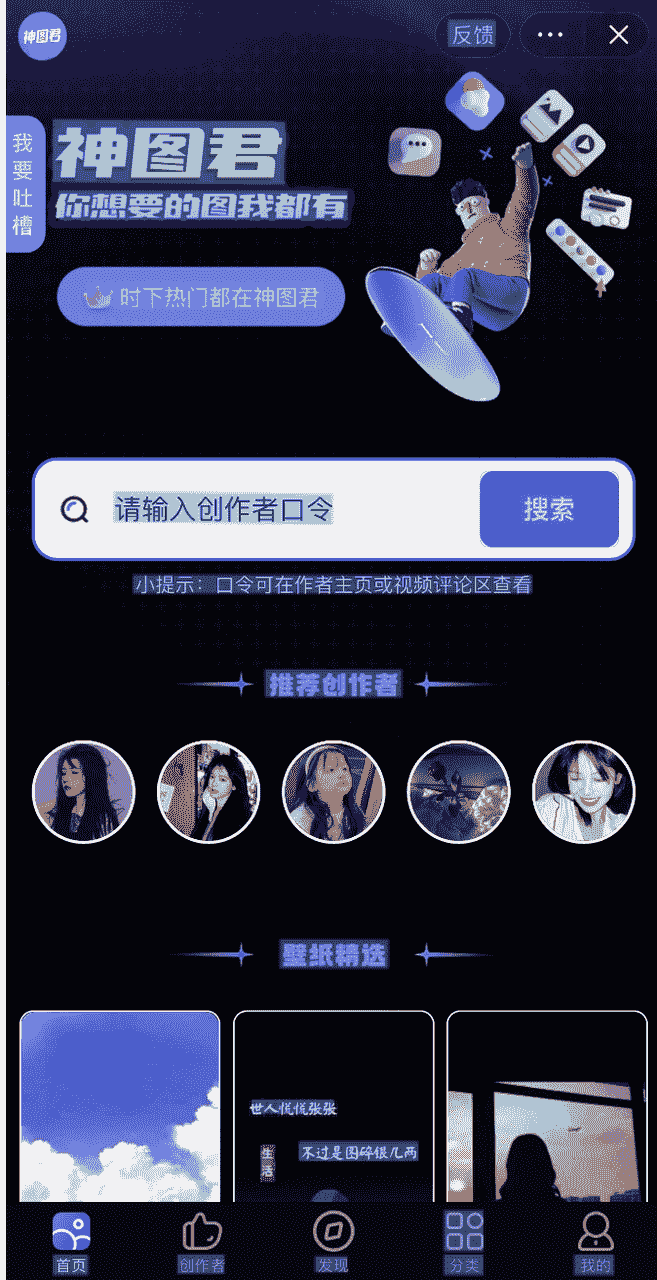 神图君
反馈
我要吐槽
神图君
你想要的图我都有
时下热门都在神图君
请输入创作者口令
搜索
小提示：口令可在作者主页或视频评论区查看
推荐创作者
壁纸精选
世人慌慌张张
生活
不过是图碎银几两
首页
创作者
发现
分类
我的